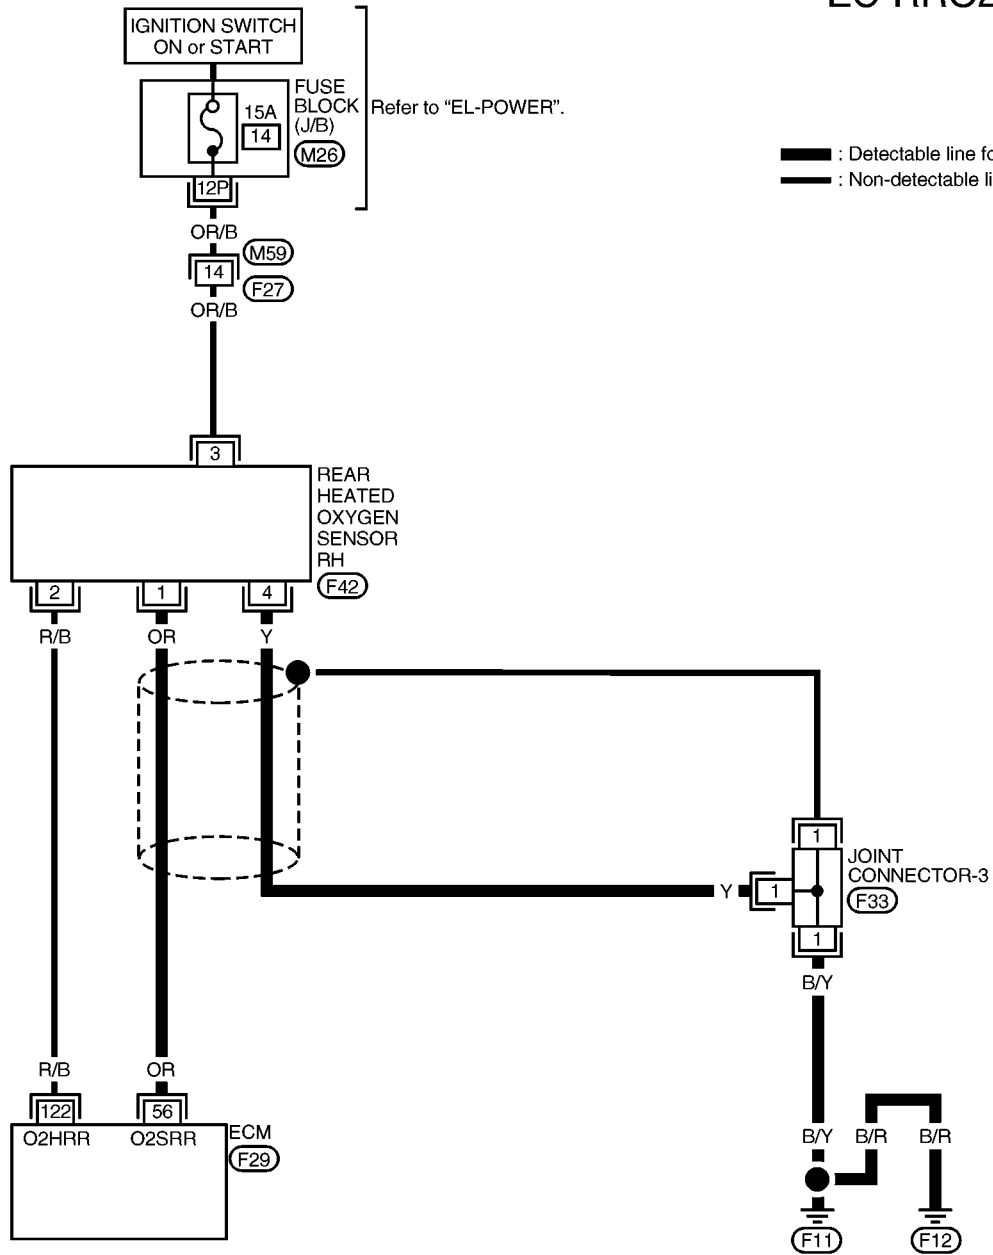 IGNITION SWITCH
ON or START
FUSE
BLOCK
(J/B)
15A
14
M26
Refer to "EL-POWER".
: Detectable line
: Non-detectable
12P
OR/B
M59
14
F27
OR/B
3
REAR
HEATED
OXYGEN
SENSOR
RH
F42
2 1 4
R/B OR Y
1
JOINT
CONNECTOR-3
F33
Y 1
1
B/Y
R/B OR
122 56
O2HRR O2SRR
ECM
F29
B/Y B/R B/R
F11 F12